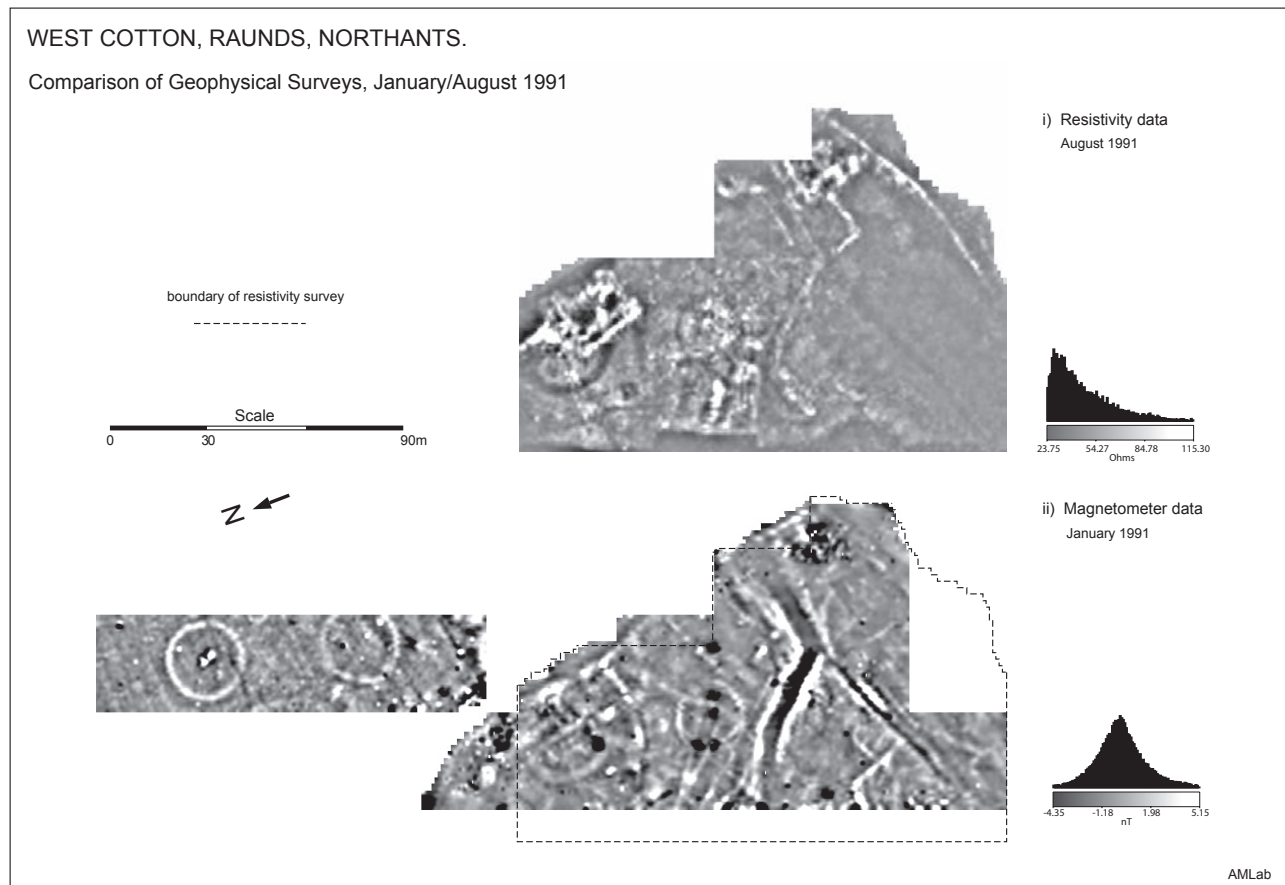 WEST COTTON, RAUNDS, NORTHANTS.
Comparison of Geophysical Surveys, January/August 1991
i) Resistivity data
August 1991
boundary of resistivity survey
Scale
0 30 90m
23.75 54.27 84.78 115.30
Ohms
N
ii) Magnetometer data
January 1991
-4.35 -1.18 1.98 5.15
nT
AMLab